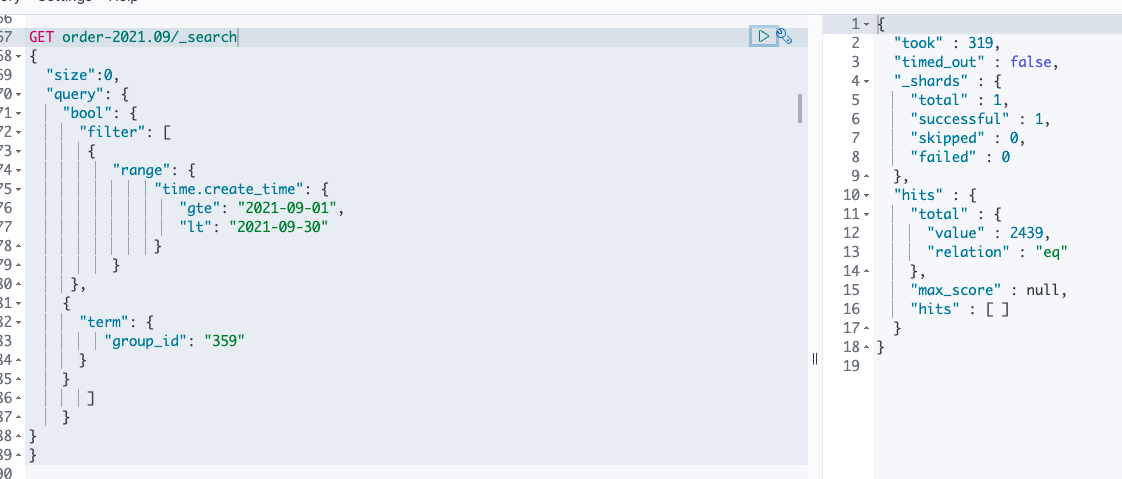 66
67 GET order-2021.09/_search
68 {
69 "size":0,
70 "query": {
71 "bool": {
72 "filter": [
73 {
74 "range": {
75 "time.create_time": {
76 "gte": "2021-09-01",
77 "lt": "2021-09-30"
78 }
79 }
80 },
81 {
82 "term": {
83 "group_id": "359"
84 }
85 }
86 ]
87 }
88 }
89 }
90
1 {
2 "took" : 319,
3 "timed_out" : false,
4 "_shards" : {
5 "total" : 1,
6 "successful" : 1,
7 "skipped" : 0,
8 "failed" : 0
9 },
10 "hits" : {
11 "total" : {
12 "value" : 2439,
13 "relation" : "eq"
14 },
15 "max_score" : null,
16 "hits" : [ ]
17 }
18 }
19